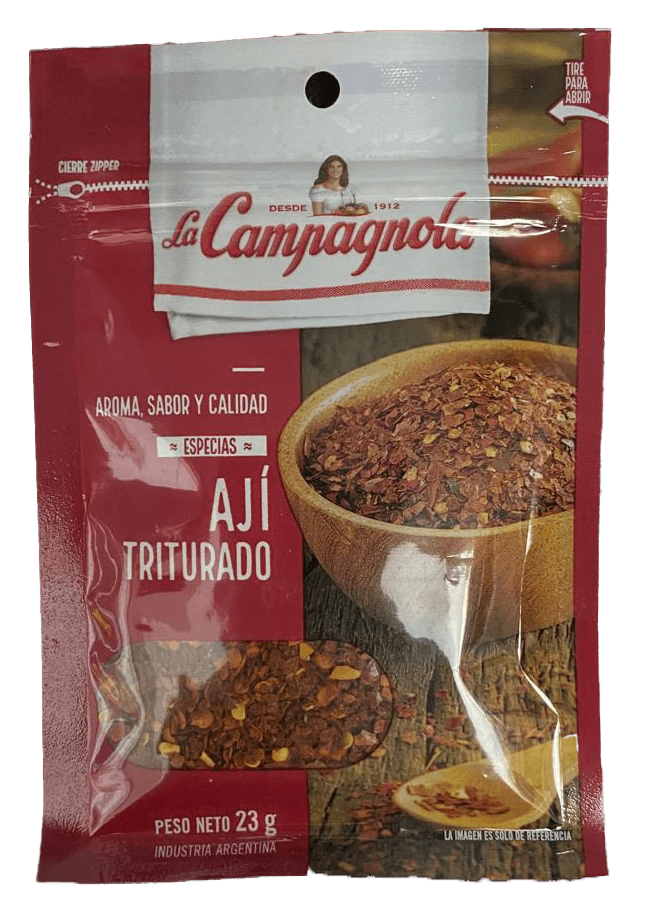 TIRE
PARA
ABRIR
CIERRE ZIPPER
DESDE 1912
La Campagnola
AROMA, SABOR Y CALIDAD
≈ ESPECIAS ≈
AJÍ
TRITURADO
PESO NETO 23 g
INDUSTRIA ARGENTINA
LA IMAGEN ES SOLO DE REFERENCIA